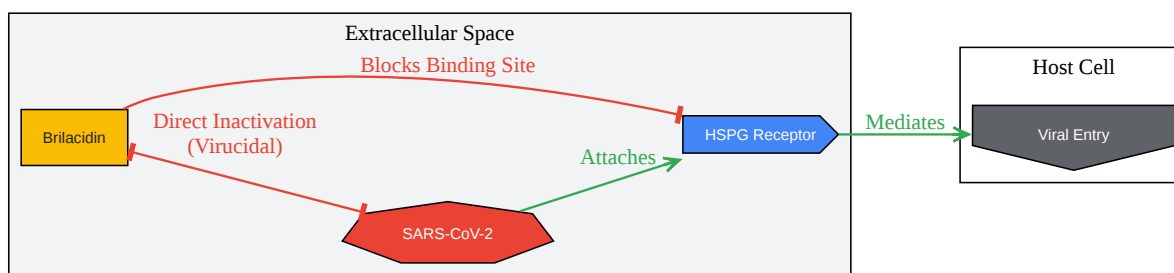 Extracellular Space
Blocks Binding Site
Host Cell
Brilacidin
Direct Inactivation
(Virucidal)
HSPG Receptor
Mediates
Viral Entry
Attaches
SARS-CoV-2